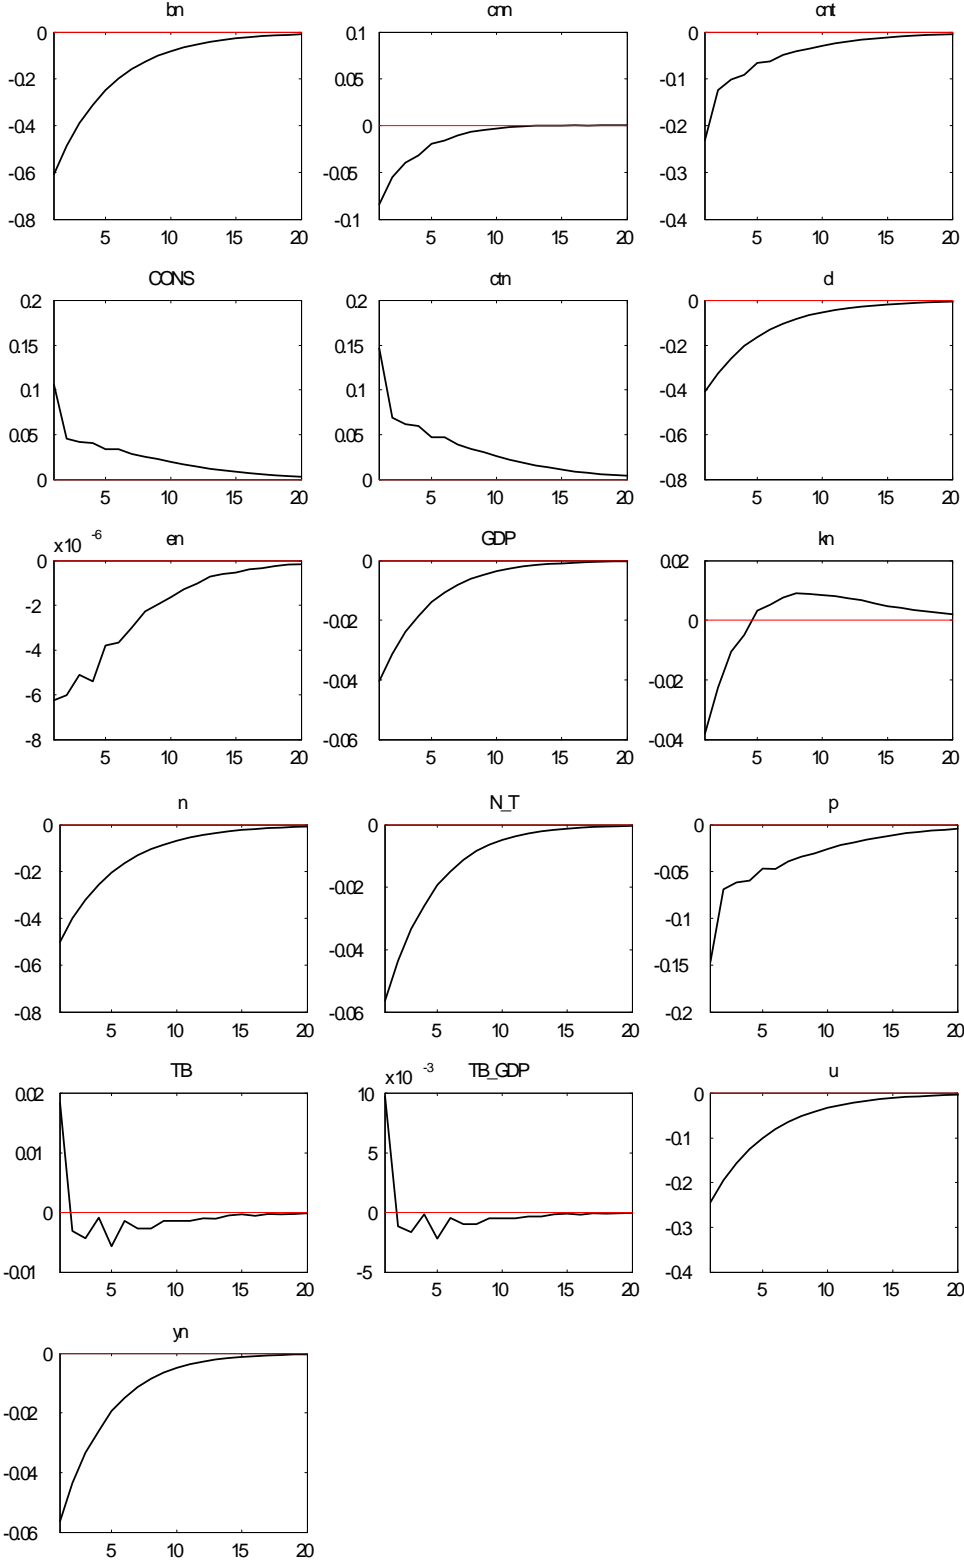 bn cnn cnt
0 0.1 0
-0.2 0.05 -0.1
-0.4 0 -0.2
-0.6 -0.05 -0.3
-0.8 -0.1 -0.4
5 10 15 20 5 10 15 20 5 10 15 20
CONS ctn d
0.2 0.2 0
0.15 0.15 -0.2
0.1 0.1 -0.4
0.05 0.05 -0.6
0 0 -0.8
5 10 15 20 5 10 15 20 5 10 15 20
x10 -6 en GDP kn
0 0 0.02
-2 -0.02 0
-4 -0.04 -0.02
-6 -0.06 -0.04
-8
5 10 15 20 5 10 15 20 5 10 15 20
n N_T p
0 0 0
-0.2 -0.02 -0.05
-0.4 -0.04 -0.1
-0.6 -0.06 -0.15
-0.8 -0.2
5 10 15 20 5 10 15 20 5 10 15 20
TB x10 -3 TB_GDP u
0.02 10 0
0.01 5 -0.1
0 0 -0.2
-0.01 -5 -0.3
-0.4
5 10 15 20 5 10 15 20 5 10 15 20
yn
0
-0.02
-0.04
-0.06
5 10 15 20